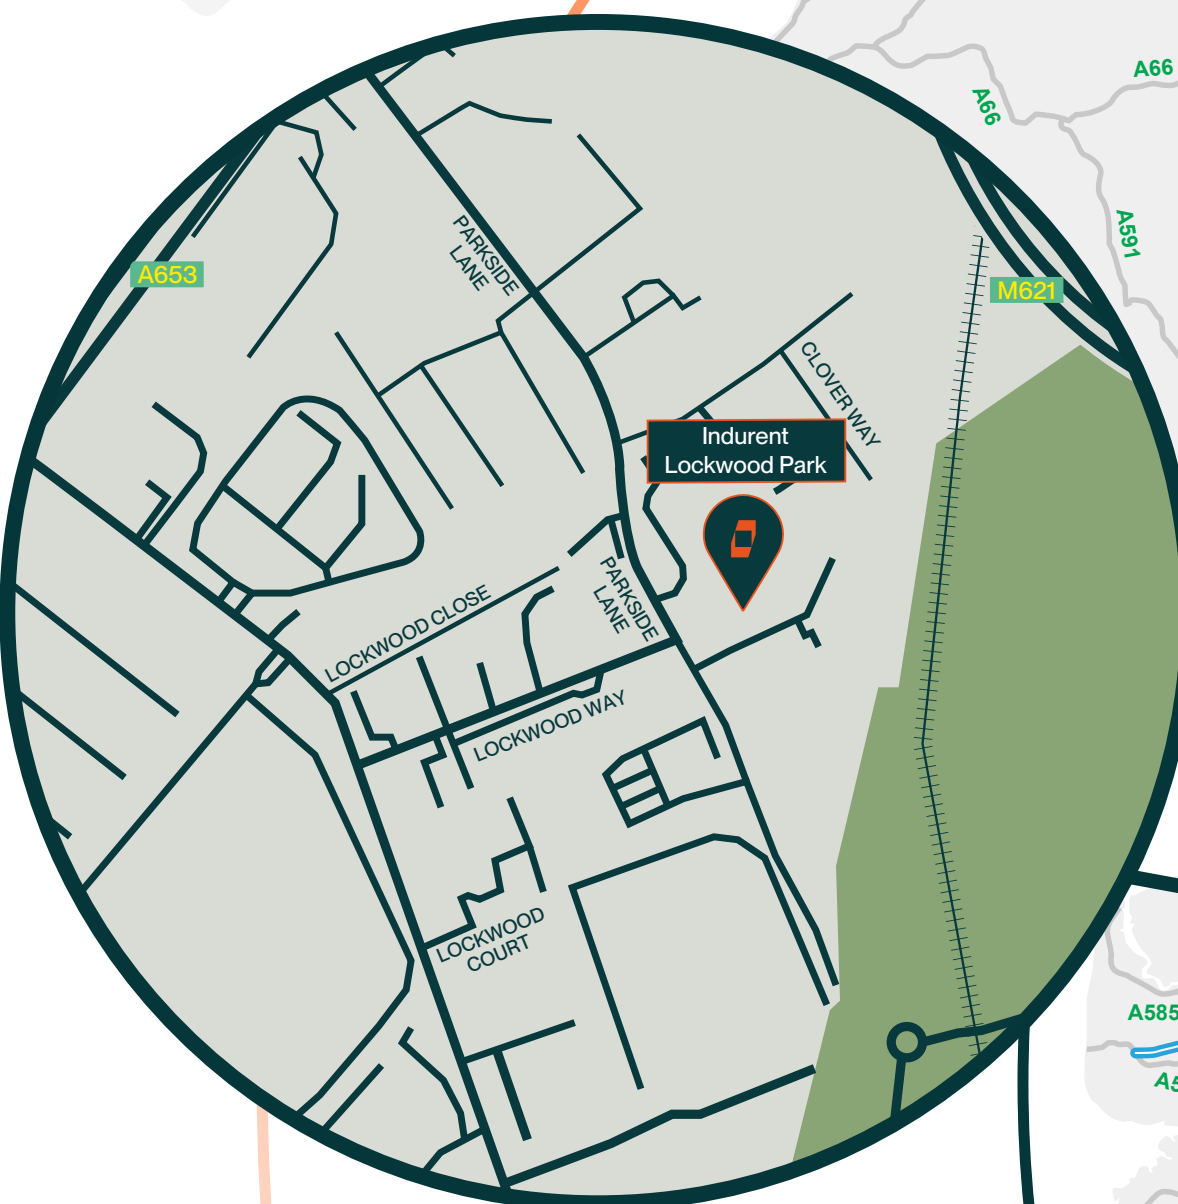 A66
A66
A591
PARKSIDE
LANE
A653
M621
CLOVER WAY
Indurent
Lockwood Park
PARKSIDE
LANE
LOCKWOOD CLOSE
LOCKWOOD WAY
LOCKWOOD
COURT
A585
A5